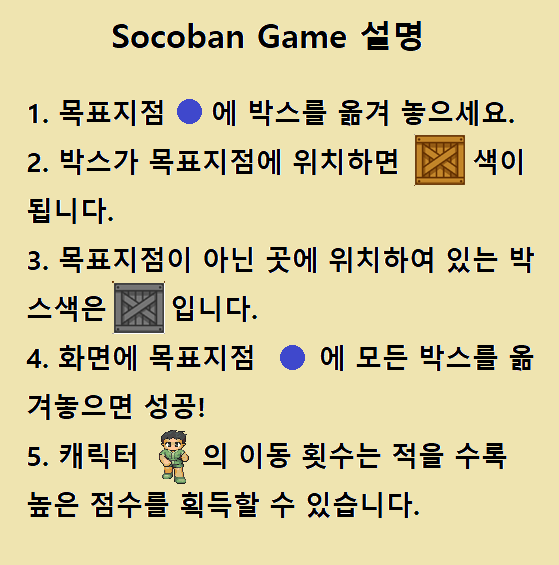 Socoban Game 설명
1. 목표지점 에 박스를 옮겨 놓으세요.
2. 박스가 목표지점에 위치하면 색이
됩니다.
3. 목표지점이 아닌 곳에 위치하여 있는 박
스색은 입니다.
4. 화면에 목표지점 에 모든 박스를 옮
겨놓으면 성공!
5. 캐릭터 의 이동 횟수는 적을 수록
높은 점수를 획득할 수 있습니다.